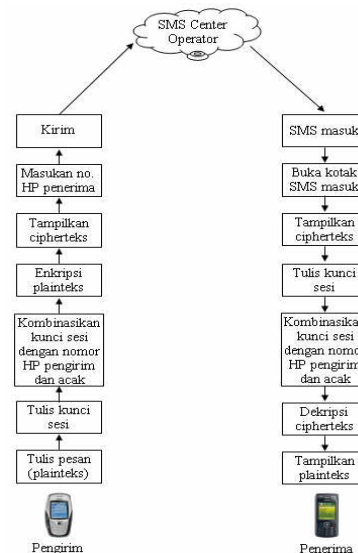 SMS Center
Operator
Kirim
Masukan no.
HP penerima
Tampilkan
cipherteks
Enkripsi
plainteks
Kombinasikan
kunci sesi
dengan nomor
HP pengirim
dan acak
Tulis kunci
sesi
Tulis pesan
(plainteks)
Pengirim
SMS masuk
Buka kotak
SMS masuk
Tampilkan
cipherteks
Tulis kunci
sesi
Kombinasikan
kunci sesi
dengan nomor
HP pengirim
dan acak
Dekripsi
cipherteks
Tampilkan
plainteks
Penerima